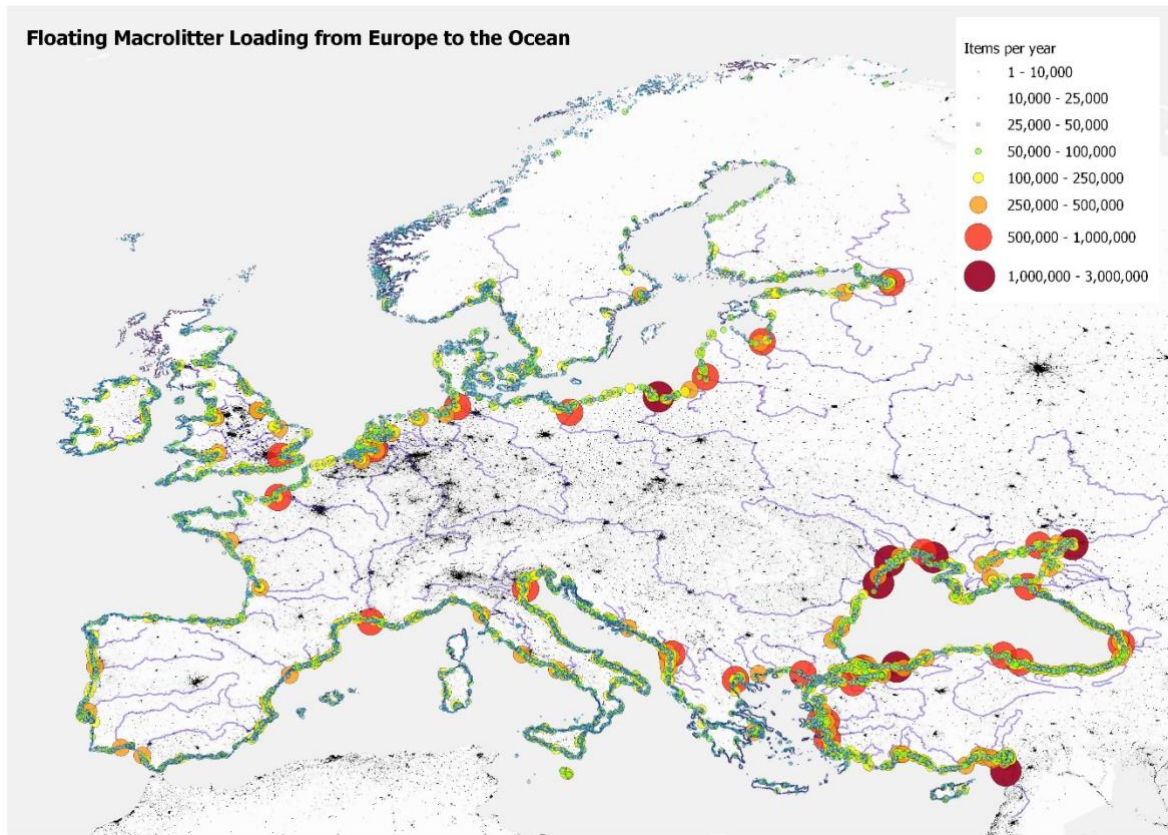 Floating Macrolitter Loading from Europe to the Ocean
Items per year
1 - 10,000
10,000 - 25,000
25,000 - 50,000
50,000 - 100,000
100,000 - 250,000
250,000 - 500,000
500,000 - 1,000,000
1,000,000 - 3,000,000